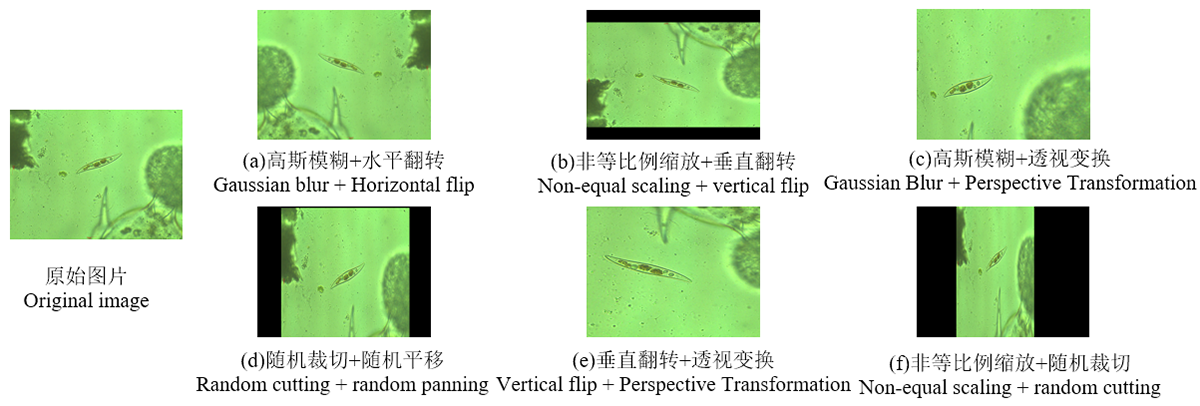 (a)高斯模糊+水平翻转
Gaussian blur + Horizontal flip
(b)非等比例缩放+垂直翻转
Non-equal scaling + vertical flip
(c)高斯模糊+透视变换
Gaussian Blur + Perspective Transformation
原始图片
Original image
(d)随机裁切+随机平移
Random cutting + random panning
(e)垂直翻转+透视变换
Vertical flip + Perspective Transformation
(f)非等比例缩放+随机裁切
Non-equal scaling + random cutting